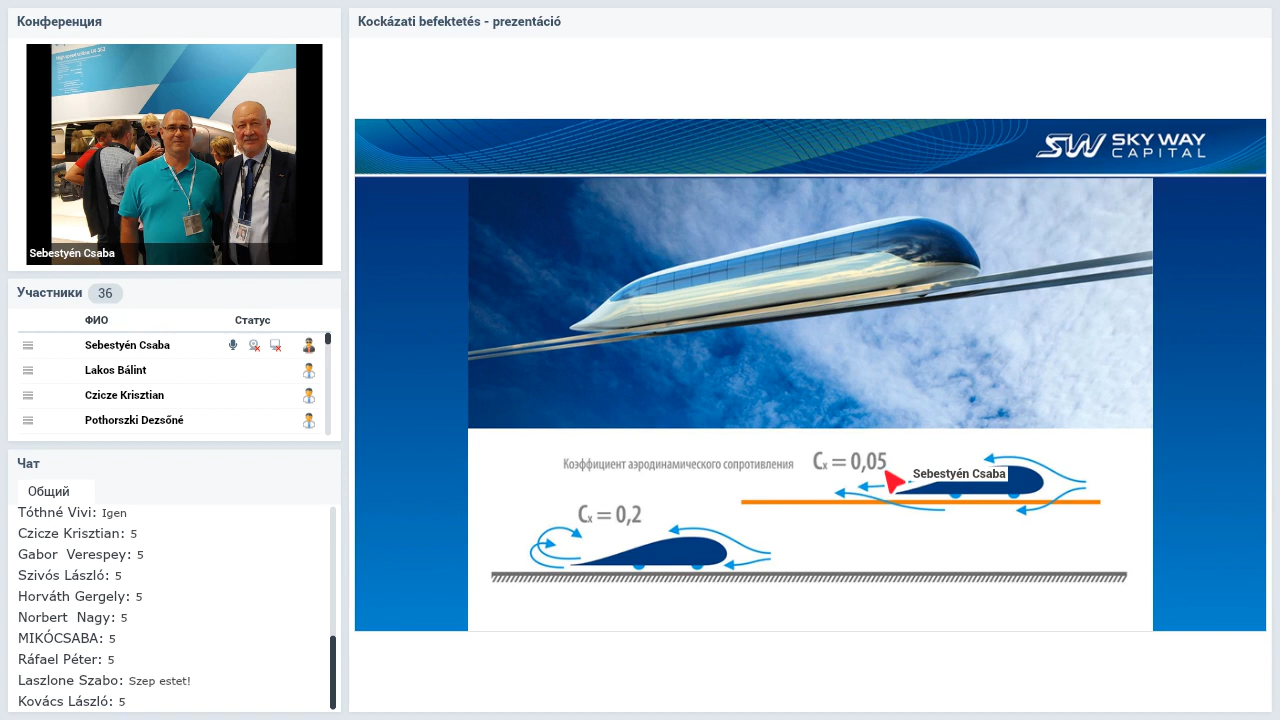 Конференция
Sebestyén Csaba
Участники 36
ФИО Статус
Sebestyén Csaba
Lakos Bálint
Czicze Krisztian
Pothorszki Dezsőné
Чат
Общий
Tóthné Vivi: Igen
Czicze Krisztian: 5
Gabor Verespey: 5
Szivós László: 5
Horváth Gergely: 5
Norbert Nagy: 5
MIKÓCSABA: 5
Ráfael Péter: 5
Laszlone Szabo: Szep estet!
Kovács László: 5
Kockázati befektetés - prezentáció
SW SKY WAY
CAPITAL
Коэффициент аэродинамического сопротивления
Cx = 0,05
Sebestyén Csaba
Cx = 0,2